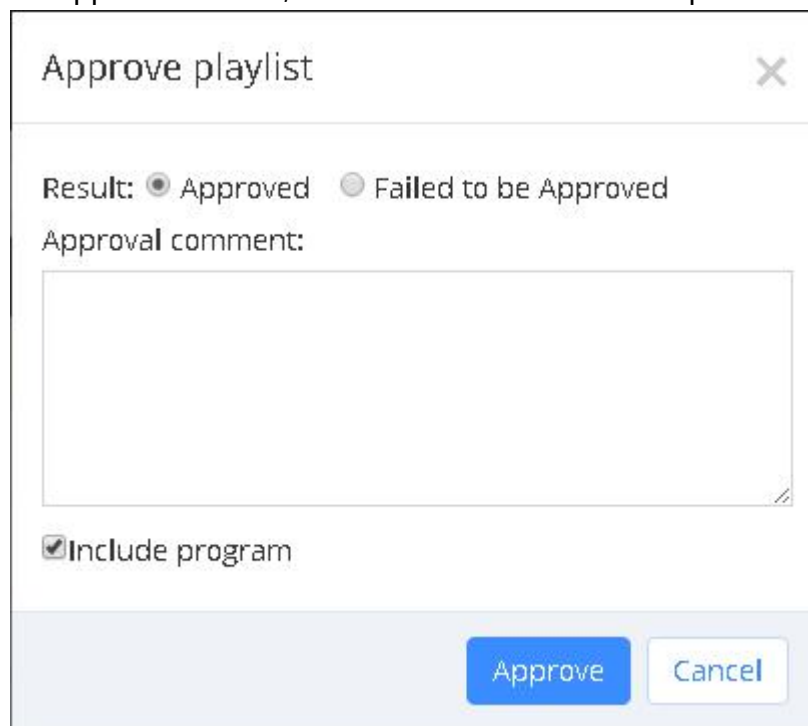 Approve playlist
Result: Approved Failed to be Approved
Approval comment:
Include program
Approve Cancel